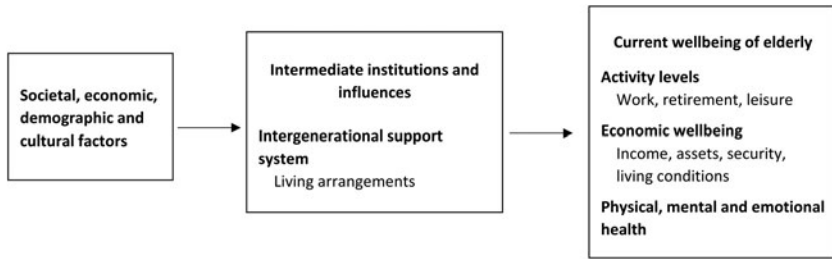 Societal, economic,
demographic and
cultural factors
Intermediate institutions and
influences
Intergenerational support
system
Living arrangements
Current wellbeing of elderly
Activity levels
Work, retirement, leisure
Economic wellbeing
Income, assets, security,
living conditions
Physical, mental and emotional
health